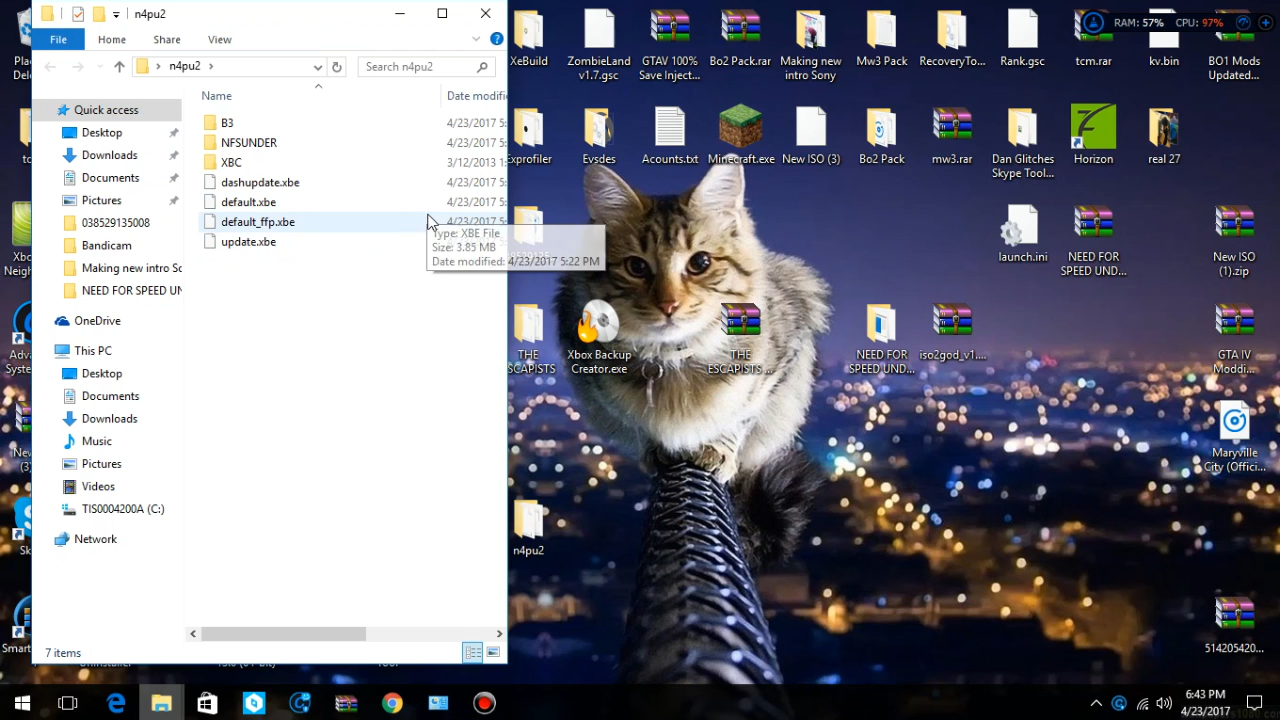 n4pu2
File
Home
Share
View
n4pu2
Search n4pu2
Name
Date modifi
Quick access
Desktop
Downloads
Documents
Pictures
038529135008
Bandicam
Making new intro So
NEED FOR SPEED UN
OneDrive
This PC
Desktop
Documents
Downloads
Music
Pictures
Videos
TIS0004200A (C:)
Network
B3
4/23/2017 5:
NFSUNDER
4/23/2017 5:
XBC
3/12/2013 1:
dashupdate.xbe
4/23/2017 5:
default.xbe
4/23/2017 5:
default_ffp.xbe
4/23/2017 5:
update.xbe
Type: XBE File
Size: 3.85 MB
Date modified: 4/23/2017 5:22 PM
7 items
RAM: 57%
CPU: 97%
XeBuild
ZombieLand
v1.7.gsc
GTAV 100%
Save Inject...
Bo2 Pack.rar
Making new
intro Sony
Mw3 Pack
RecoveryTo...
Rank.gsc
tcm.rar
kv.bin
BO1 Mods
Updated...
Exprofiler
Evsdes
Acounts.txt
Minecraft.exe
New ISO (3)
Bo2 Pack
mw3.rar
Dan Glitches
Skype Tool...
Horizon
real 27
launch.ini
NEED FOR
SPEED UND...
New ISO
(1).zip
THE
ESCAPISTS
Xbox Backup
Creator.exe
THE
ESCAPISTS ...
NEED FOR
SPEED UND...
iso2god_v1....
GTA IV
Moddi...
Maryville
City (Offici...
n4pu2
514205420...
6:43 PM
4/23/2017